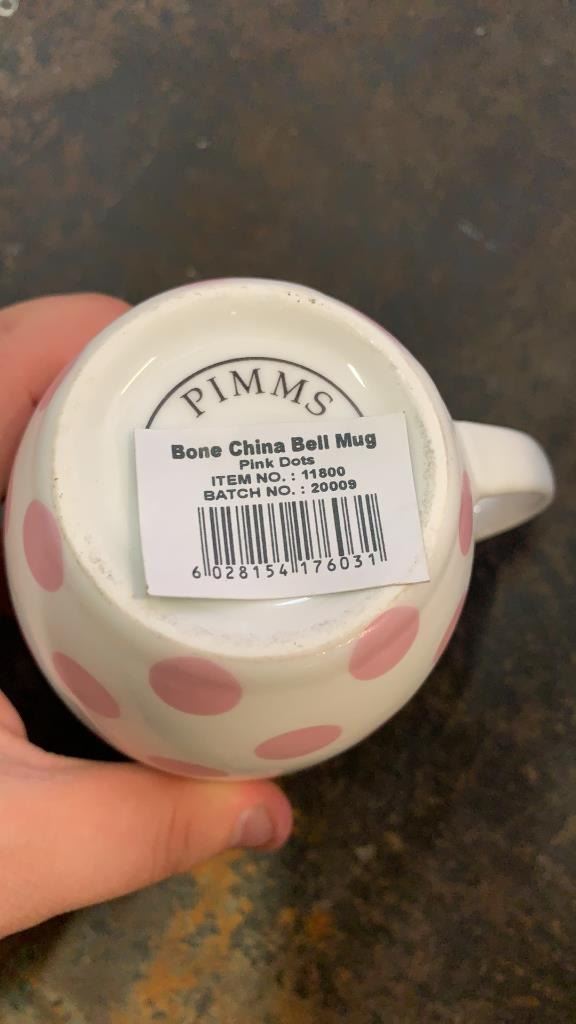 PIMMS
Bone China Bell Mug
Pink Dots
ITEM NO. : 11800
BATCH NO. : 20009
6 028154 176031